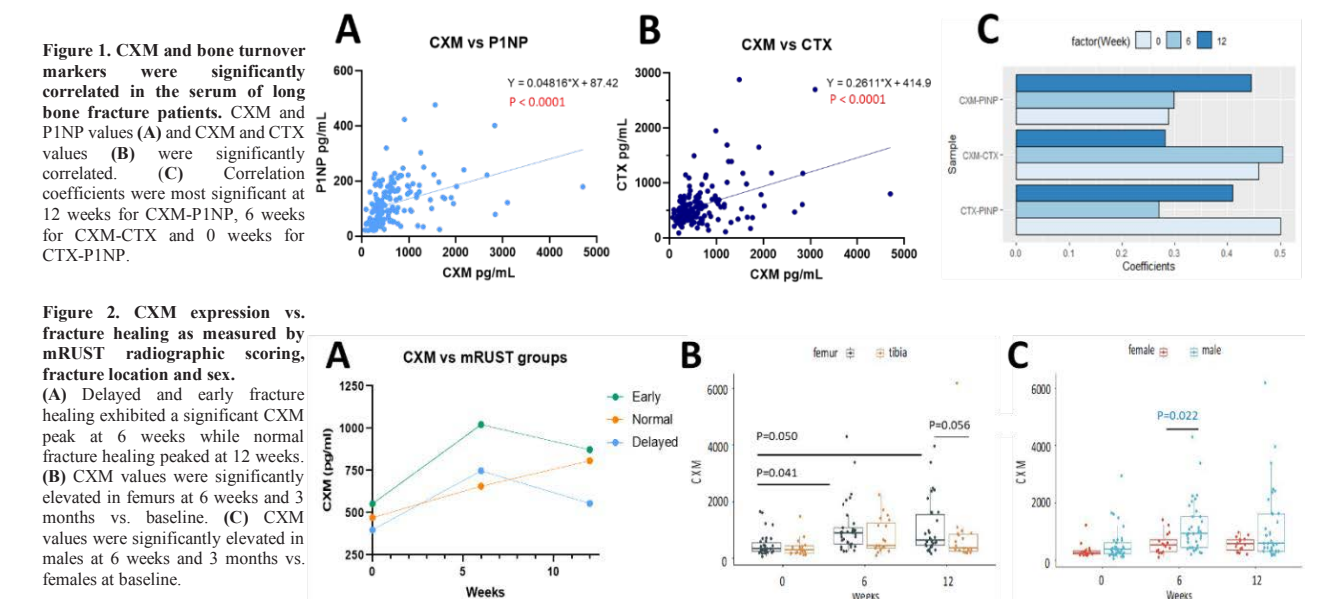 Figure 1. CXM and bone turnover
markers were significantly
correlated in the serum of long
bone fracture patients. CXM and
P1NP values (A) and CXM and CTX
values (B) were significantly
correlated. (C) Correlation
coefficients were most significant at
12 weeks for CXM-P1NP, 6 weeks
for CXM-CTX and 0 weeks for
CTX-P1NP.
A
CXM vs P1NP
Y = 0.04816*X + 87.42
P < 0.0001
P1NP pg/mL
600
400
200
0
0 1000 2000 3000 4000 5000
CXM pg/mL
B
CXM vs CTX
Y = 0.2611*X + 414.9
P < 0.0001
CTX pg/mL
3000
2000
1000
0
0 1000 2000 3000 4000 5000
CXM pg/mL
C
factor(Week) 0 6 12
Sample
CXM-PINP
CXM-CTX
CTX-PINP
0.0 0.1 0.2 0.3 0.4 0.5
Coefficients
Figure 2. CXM expression vs.
fracture healing as measured by
mRUST radiographic scoring,
fracture location and sex.
(A) Delayed and early fracture
healing exhibited a significant CXM
peak at 6 weeks while normal
fracture healing peaked at 12 weeks.
(B) CXM values were significantly
elevated in femurs at 6 weeks and 3
months vs. baseline. (C) CXM
values were significantly elevated in
males at 6 weeks and 3 months vs.
females at baseline.
A
CXM vs mRUST groups
CXM (pg/ml)
1250
1000
750
500
250
0 5 10
Weeks
Early
Normal
Delayed
B
femur tibia
CXM
6000
4000
2000
0
P=0.050
P=0.041
P=0.056
0 6 12
Weeks
C
female male
CXM
6000
4000
2000
0
P=0.022
0 6 12
Weeks